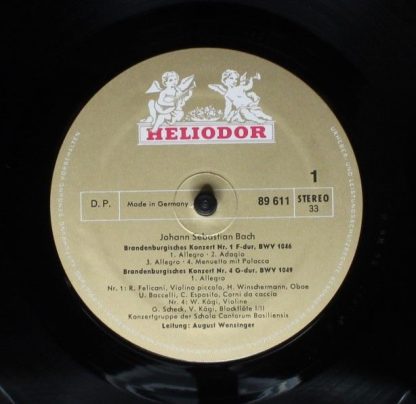 HELIODOR
1
D. P.
Made in Germany
89 611
STEREO
33
Johann Sebastian Bach
Brandenburgisches Konzert Nr. 1 F-dur, BWV 1046
1. Allegro · 2. Adagio
3. Allegro · 4. Menuetto mit Polacca
Brandenburgisches Konzert Nr. 4 G-dur, BWV 1049
1. Allegro
Nr. 1: R. Felicani, Violino piccolo, H. Winschermann, Oboe
U. Baccelli, C. Esposito, Corni da caccia
Nr. 4: W. Kägi, Violine
G. Scheck, V. Kägi, Blockflöte I/II
Konzertgruppe der Schola Cantorum Basiliensis
Leitung: August Wenzinger